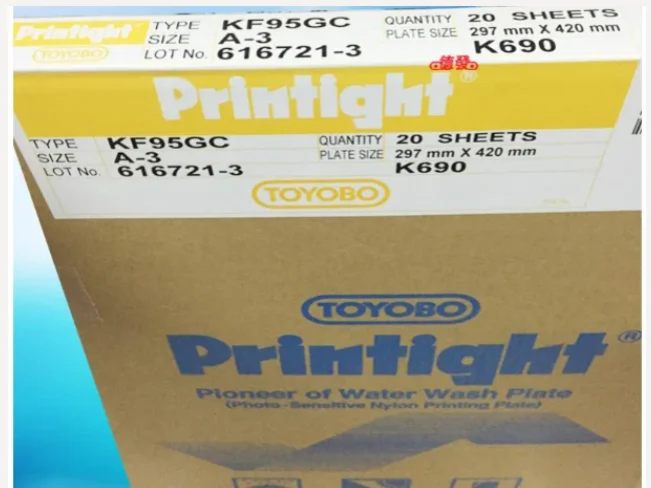 Printight TYPE KF95GC QUANTITY 20 SHEETS
TOYOBO SIZE A-3 PLATE SIZE 297 mm X 420 mm
LOT No. 616721-3 K690
Printight®
TYPE KF95GC QUANTITY 20 SHEETS
SIZE A-3 PLATE SIZE 297 mm X 420 mm
LOT No. 616721-3 K690
TOYOBO
TOYOBO
Printight®
Pioneer of Water Wash Plate
(Photo-Sensitive Nylon Printing Plate)